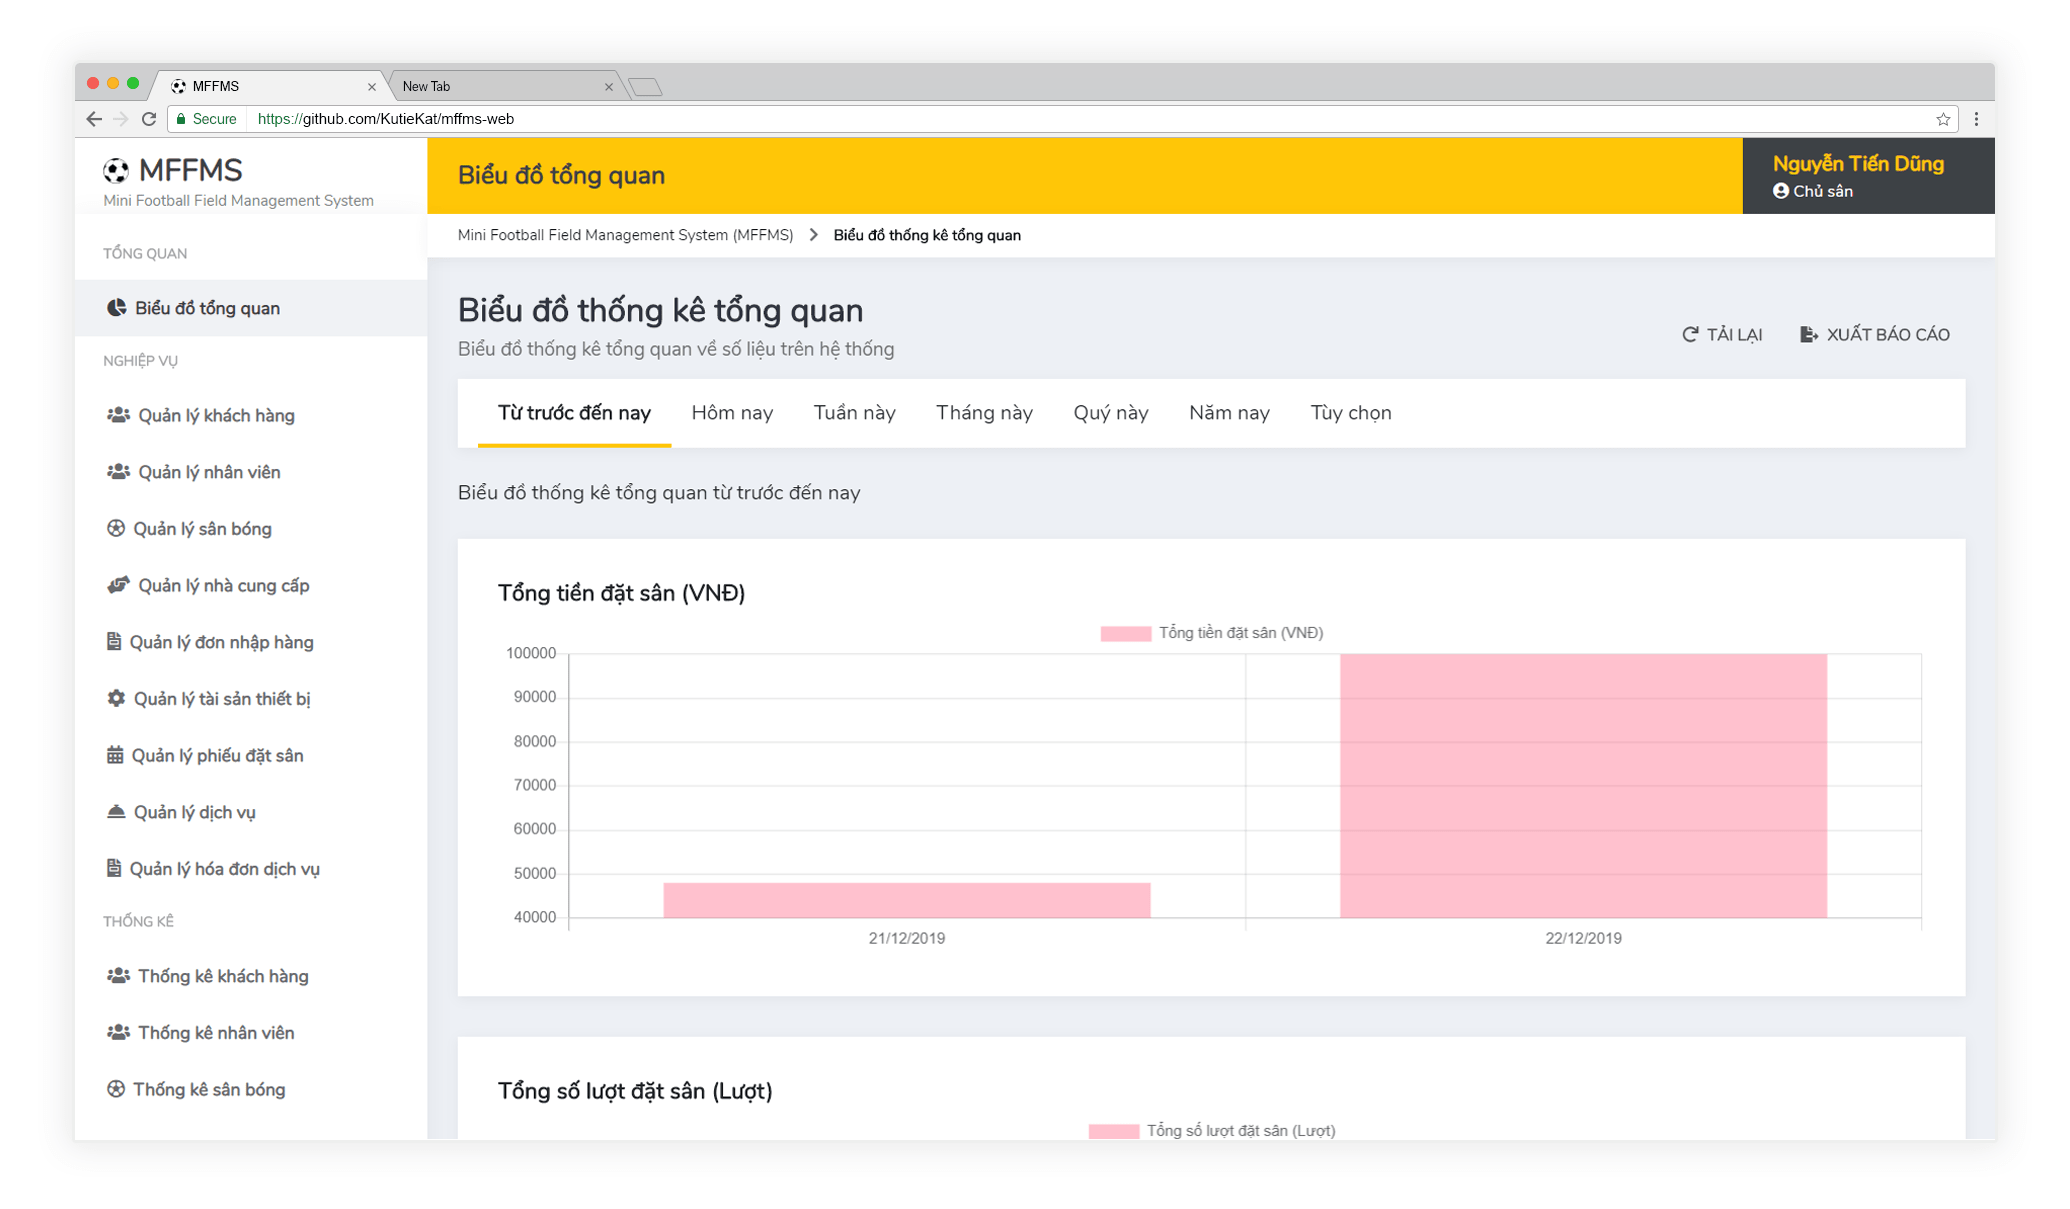 MFFMS
New Tab
Secure
https://github.com/KutieKat/mffms-web
MFFMS
Mini Football Field Management System
TỔNG QUAN
Biểu đồ tổng quan
NGHIỆP VỤ
Quản lý khách hàng
Quản lý nhân viên
Quản lý sân bóng
Quản lý nhà cung cấp
Quản lý đơn nhập hàng
Quản lý tài sản thiết bị
Quản lý phiếu đặt sân
Quản lý dịch vụ
Quản lý hóa đơn dịch vụ
THỐNG KÊ
Thống kê khách hàng
Thống kê nhân viên
Thống kê sân bóng
Biểu đồ tổng quan
Nguyễn Tiến Dũng
Chủ sân
Mini Football Field Management System (MFFMS)
Biểu đồ thống kê tổng quan
Biểu đồ thống kê tổng quan
Biểu đồ thống kê tổng quan về số liệu trên hệ thống
TẢI LẠI
XUẤT BÁO CÁO
Từ trước đến nay
Hôm nay
Tuần này
Tháng này
Quý này
Năm nay
Tùy chọn
Biểu đồ thống kê tổng quan từ trước đến nay
Tổng tiền đặt sân (VNĐ)
Tổng tiền đặt sân (VNĐ)
100000
90000
80000
70000
60000
50000
40000
21/12/2019
22/12/2019
Tổng số lượt đặt sân (Lượt)
Tổng số lượt đặt sân (Lượt)